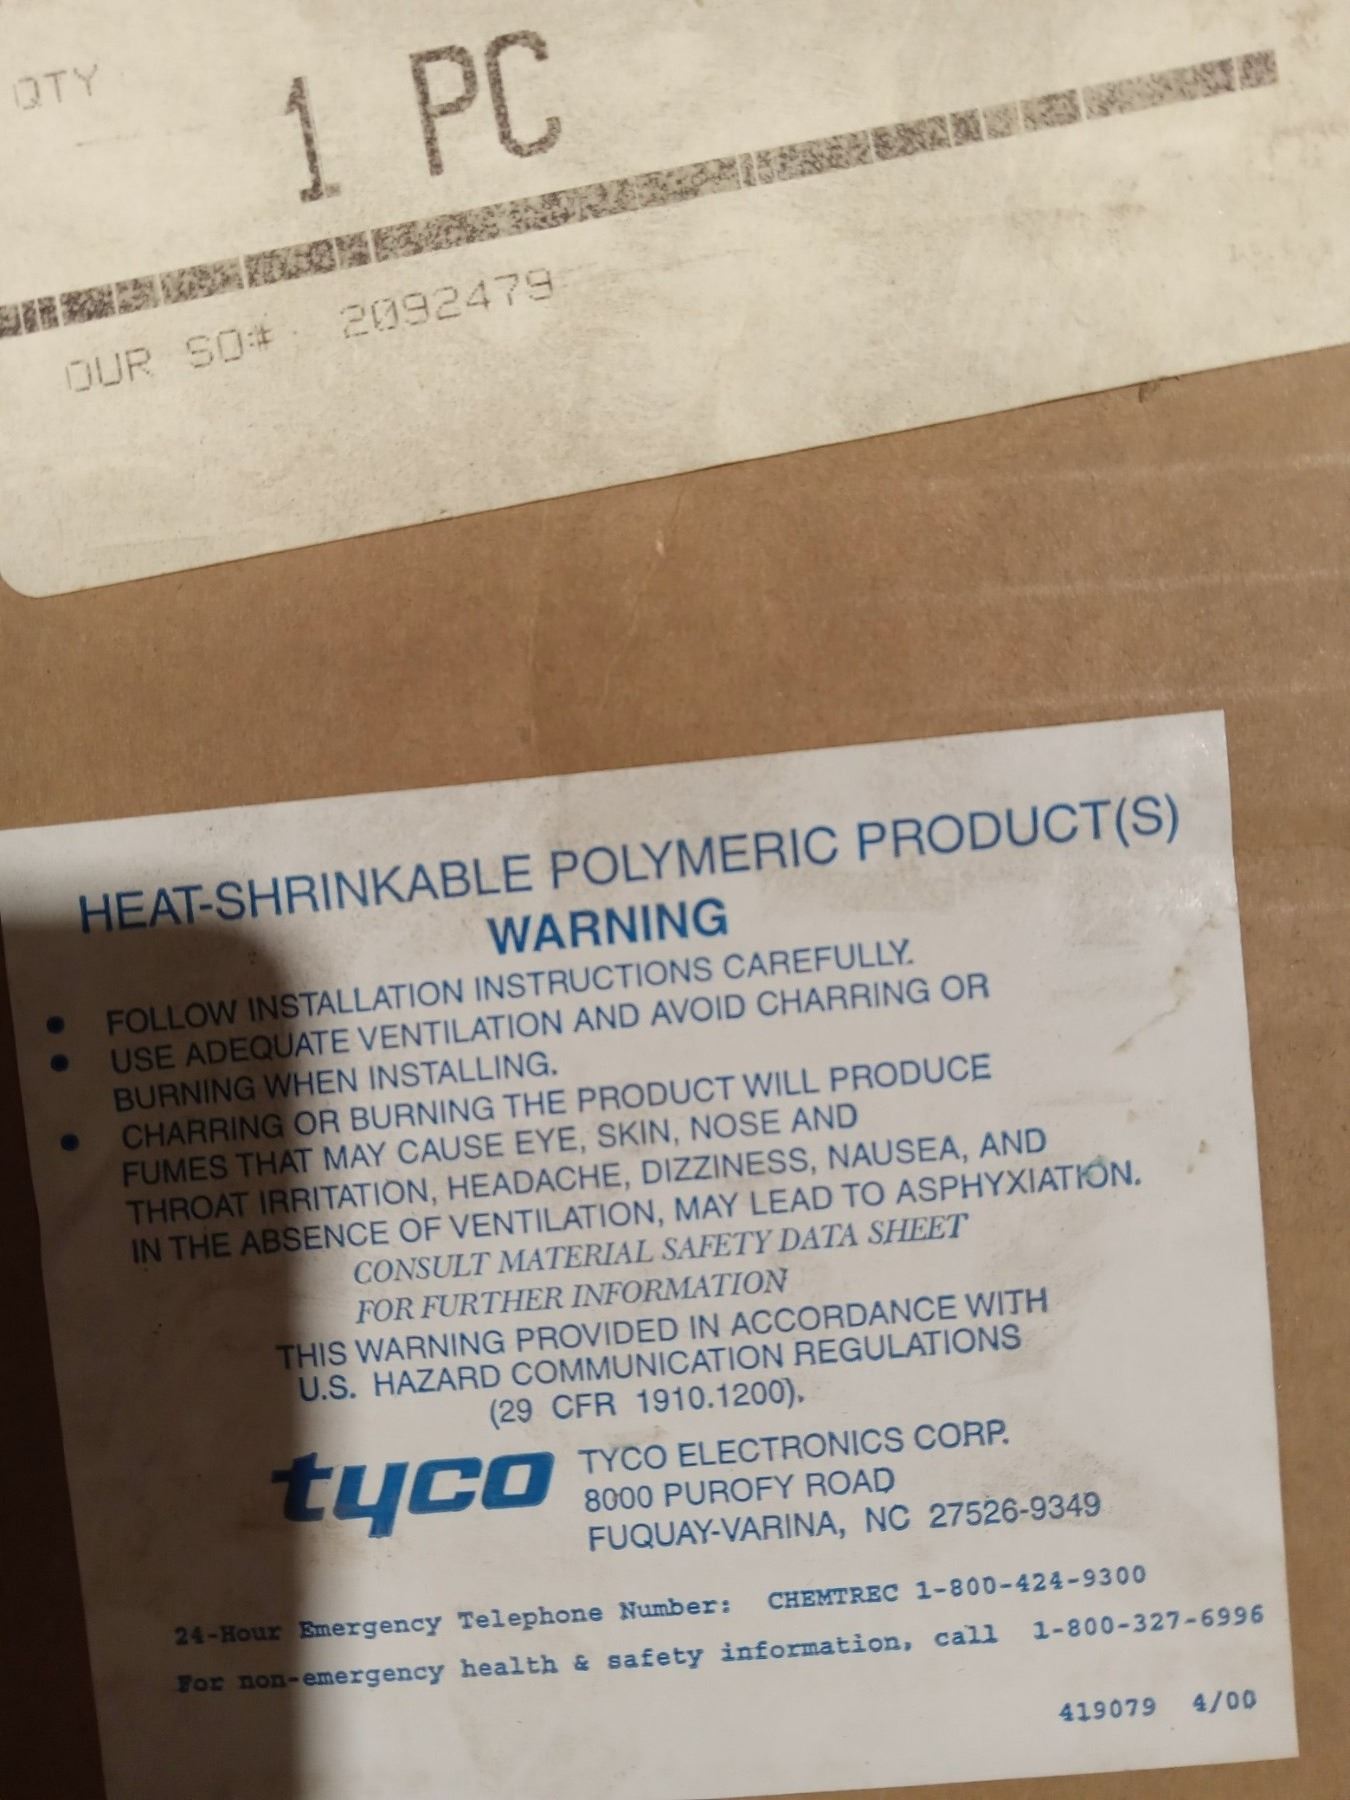 QTY
1 PC
OUR SO# 2092479
HEAT-SHRINKABLE POLYMERIC PRODUCT(S)
WARNING
• FOLLOW INSTALLATION INSTRUCTIONS CAREFULLY.
• USE ADEQUATE VENTILATION AND AVOID CHARRING OR
BURNING WHEN INSTALLING.
• CHARRING OR BURNING THE PRODUCT WILL PRODUCE
FUMES THAT MAY CAUSE EYE, SKIN, NOSE AND
THROAT IRRITATION, HEADACHE, DIZZINESS, NAUSEA, AND
IN THE ABSENCE OF VENTILATION, MAY LEAD TO ASPHYXIATION.
CONSULT MATERIAL SAFETY DATA SHEET
FOR FURTHER INFORMATION
THIS WARNING PROVIDED IN ACCORDANCE WITH
U.S. HAZARD COMMUNICATION REGULATIONS
(29 CFR 1910.1200).
tyco
TYCO ELECTRONICS CORP.
8000 PUROFY ROAD
FUQUAY-VARINA, NC 27526-9349
24-Hour Emergency Telephone Number: CHEMTREC 1-800-424-9300
For non-emergency health & safety information, call 1-800-327-6996
419079 4/00